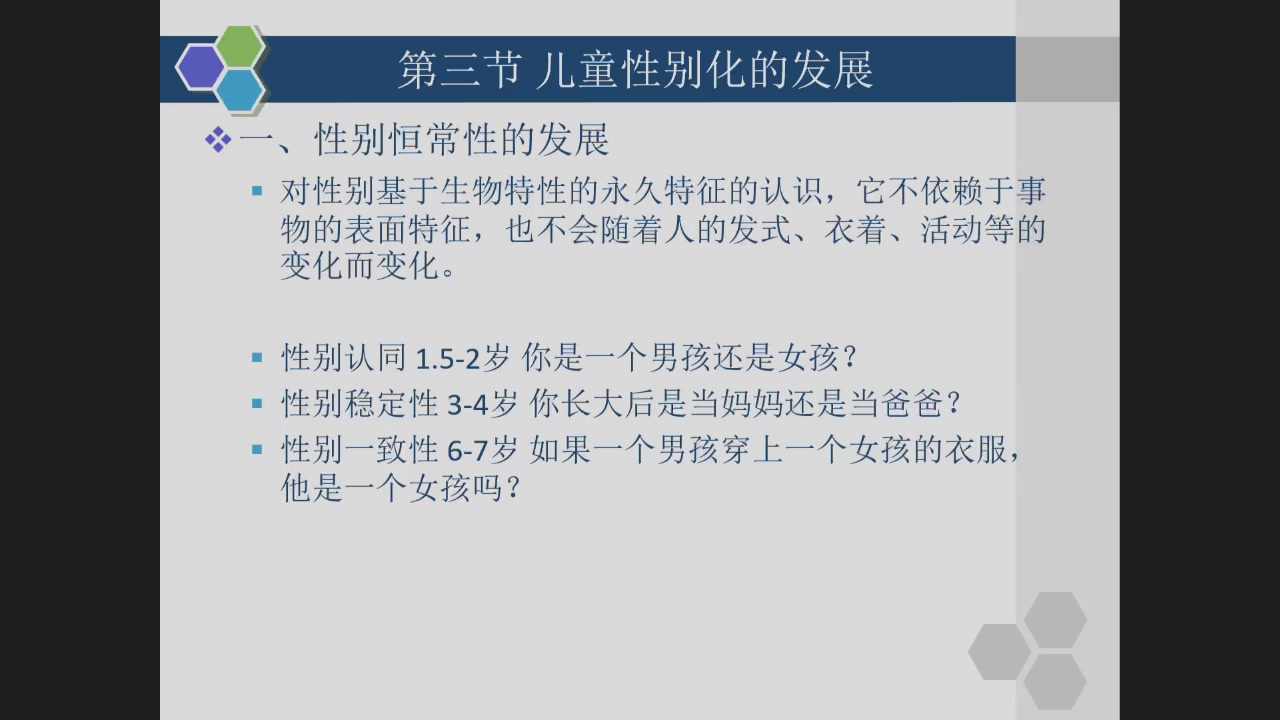 第三节 儿童性别化的发展
一、性别恒常性的发展
对性别基于生物特性的永久特征的认识，它不依赖于事
物的表面特征，也不会随着人的发式、衣着、活动等的
变化而变化。
性别认同 1.5-2岁 你是一个男孩还是女孩？
性别稳定性 3-4岁 你长大后是当妈妈还是当爸爸？
性别一致性 6-7岁 如果一个男孩穿上一个女孩的衣服，
他是一个女孩吗？